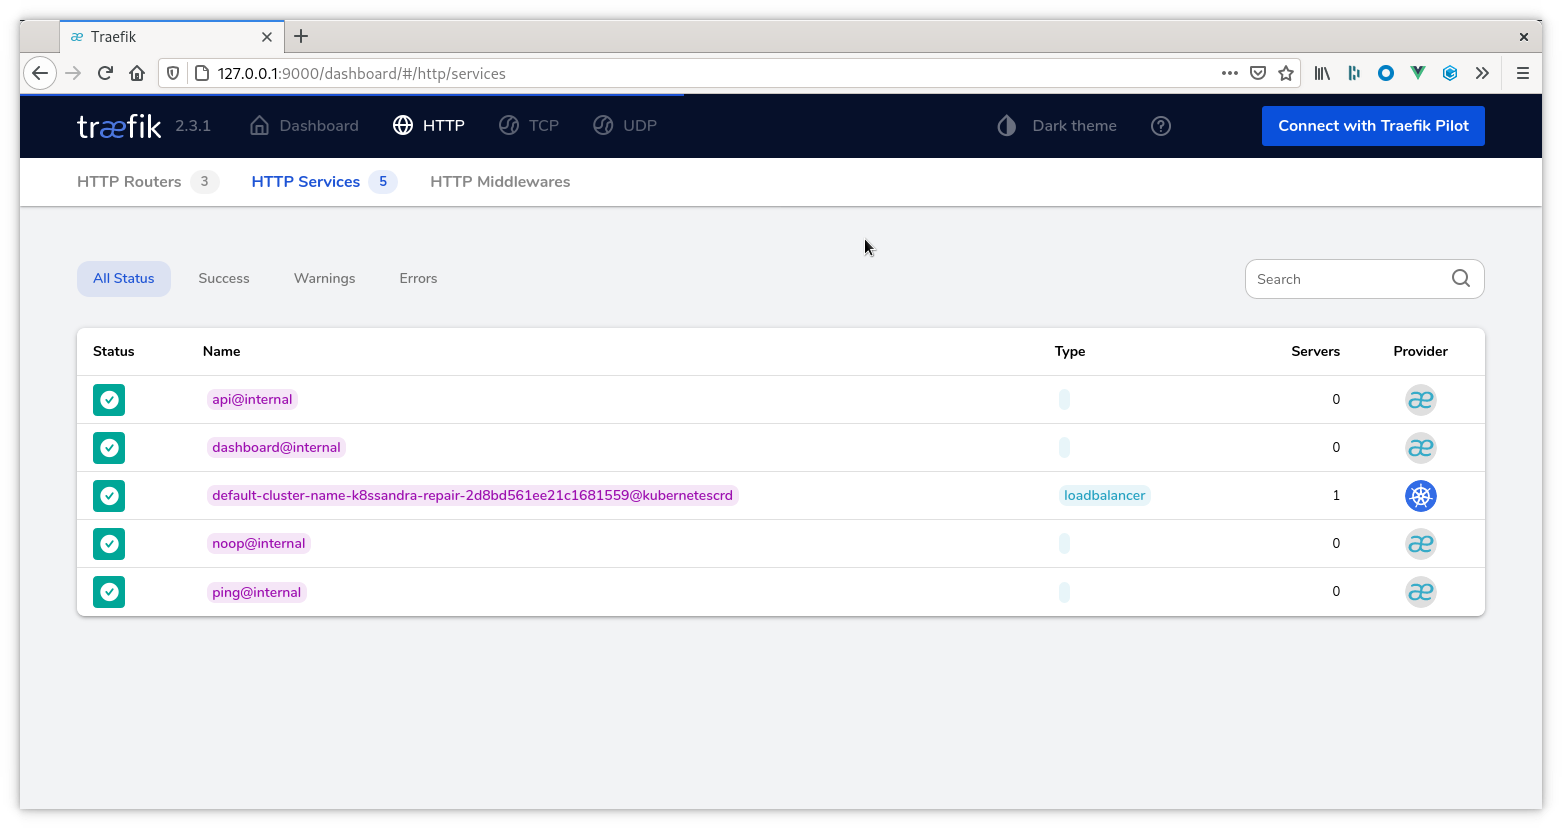 æ Traefik
127.0.0.1:9000/dashboard/#/http/services
træfik 2.3.1 Dashboard HTTP TCP UDP Dark theme Connect with Traefik Pilot
HTTP Routers 3 HTTP Services 5 HTTP Middlewares
All Status Success Warnings Errors Search
Status Name Type Servers Provider
api@internal 0 æ
dashboard@internal 0 æ
default-cluster-name-k8ssandra-repair-2d8bd561ee21c1681559@kubernetescrd loadbalancer 1
noop@internal 0 æ
ping@internal 0 æ